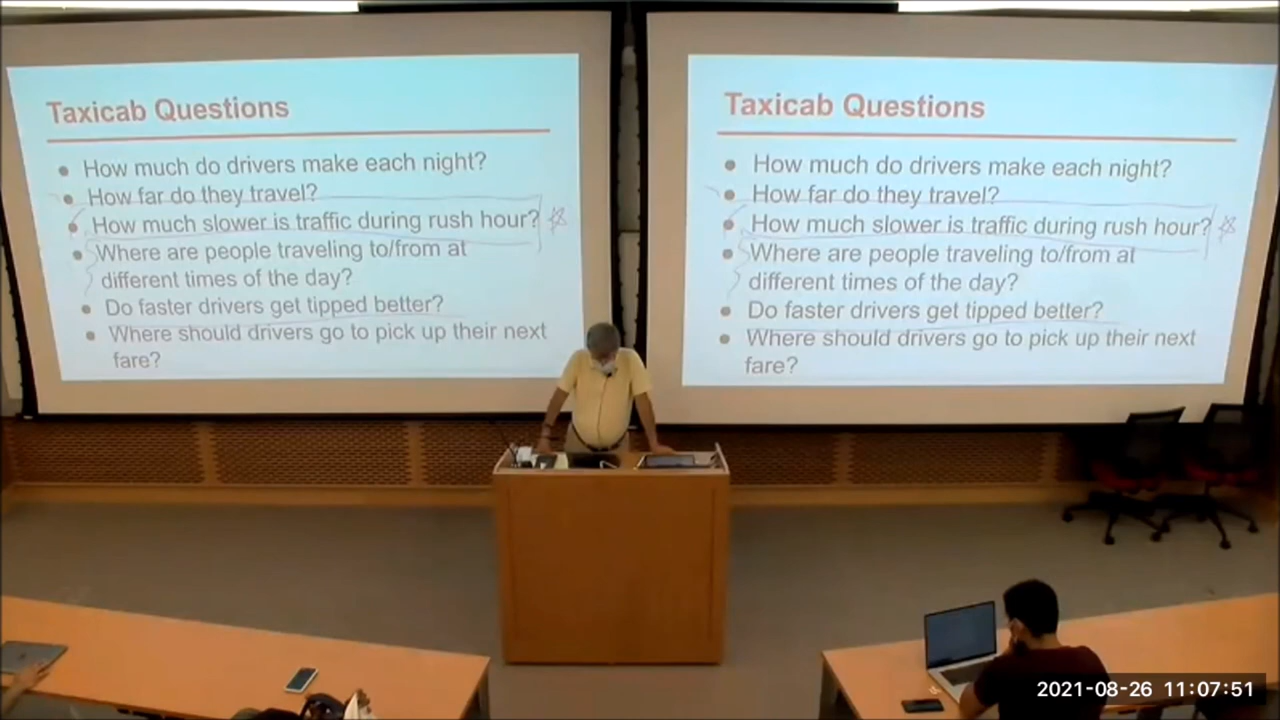 Taxicab Questions
● How much do drivers make each night?
● How far do they travel?
● How much slower is traffic during rush hour?
● Where are people traveling to/from at
different times of the day?
● Do faster drivers get tipped better?
● Where should drivers go to pick up their next
fare?
Taxicab Questions
● How much do drivers make each night?
● How far do they travel?
● How much slower is traffic during rush hour?
● Where are people traveling to/from at
different times of the day?
● Do faster drivers get tipped better?
● Where should drivers go to pick up their next
fare?
2021-08-26 11:07:51